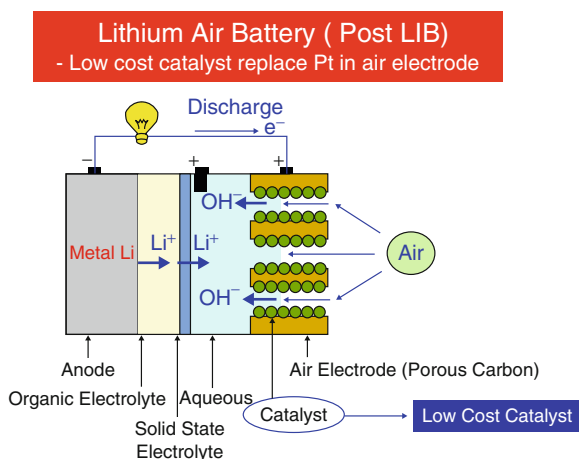 Lithium Air Battery ( Post LIB)
- Low cost catalyst replace Pt in air electrode
Discharge
e⁻
− + +
OH⁻
Metal Li Li⁺ Li⁺ Air
OH⁻
Anode Air Electrode (Porous Carbon)
Organic Electrolyte Aqueous
Catalyst Low Cost Catalyst
Solid State
Electrolyte